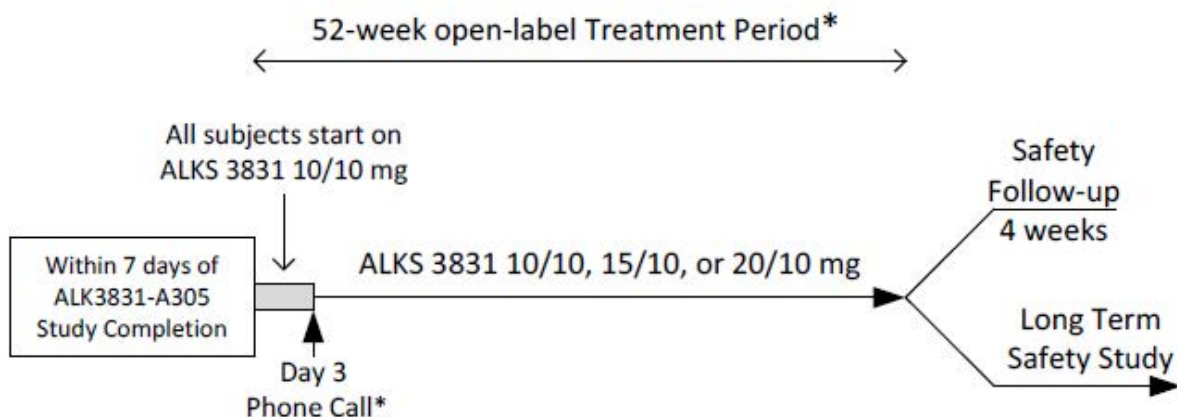 52-week open-label Treatment Period*
All subjects start on
ALKS 3831 10/10 mg
Within 7 days of
ALK3831-A305
Study Completion
ALKS 3831 10/10, 15/10, or 20/10 mg
Day 3
Phone Call*
Safety
Follow-up
4 weeks
Long Term
Safety Study